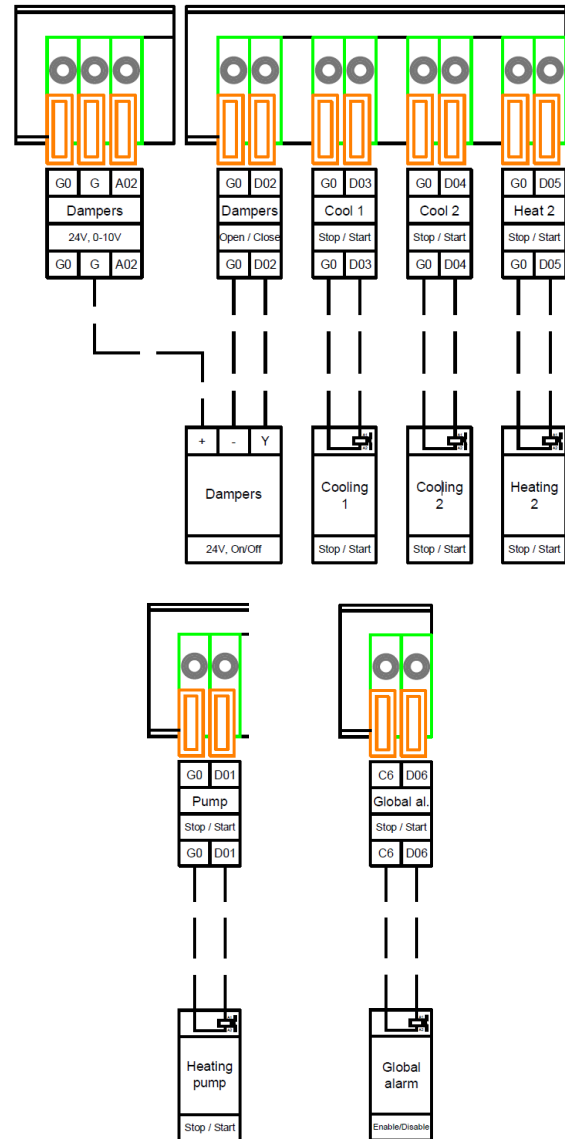 G0 G A02 G0 D02 G0 D03 G0 D04 G0 D05
Dampers Dampers Cool 1 Cool 2 Heat 2
24V, 0-10V Open / Close Stop / Start Stop / Start Stop / Start
G0 G A02 G0 D02 G0 D03 G0 D04 G0 D05
+ - Y
Dampers
24V, On/Off
Cooling
1
Stop / Start
Cooling
2
Stop / Start
Heating
2
Stop / Start
G0 D01 C6 D06
Pump Global al.
Stop / Start Stop / Start
G0 D01 C6 D06
Heating
pump
Stop / Start
Global
alarm
Enable/Disable